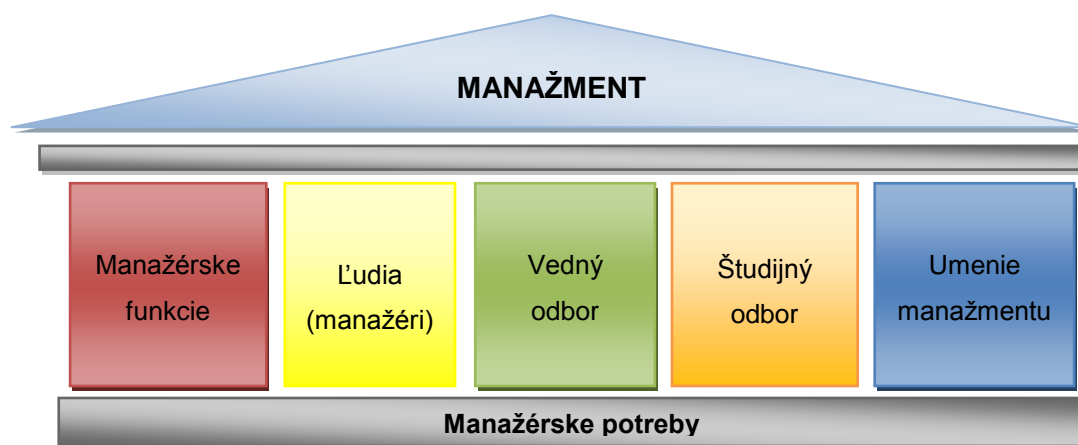 MANAŽMENT
Manažérske
funkcie
Ľudia
(manažéri)
Vedný
odbor
Študijný
odbor
Umenie
manažmentu
Manažérske potreby